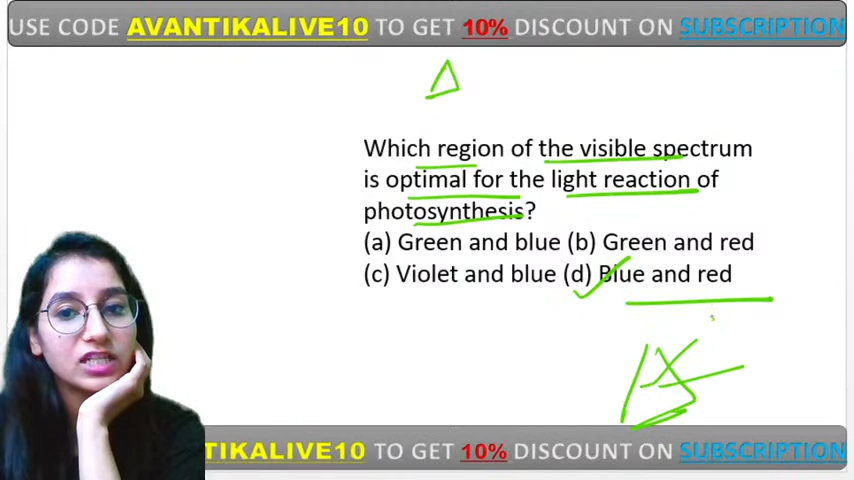 USE CODE AVANTIKALIVE10 TO GET 10% DISCOUNT ON SUBSCRIPTION
Which region of the visible spectrum
is optimal for the light reaction of
photosynthesis?
(a) Green and blue (b) Green and red
(c) Violet and blue (d) Blue and red
TIKALIVE10 TO GET 10% DISCOUNT ON SUBSCRIPTION